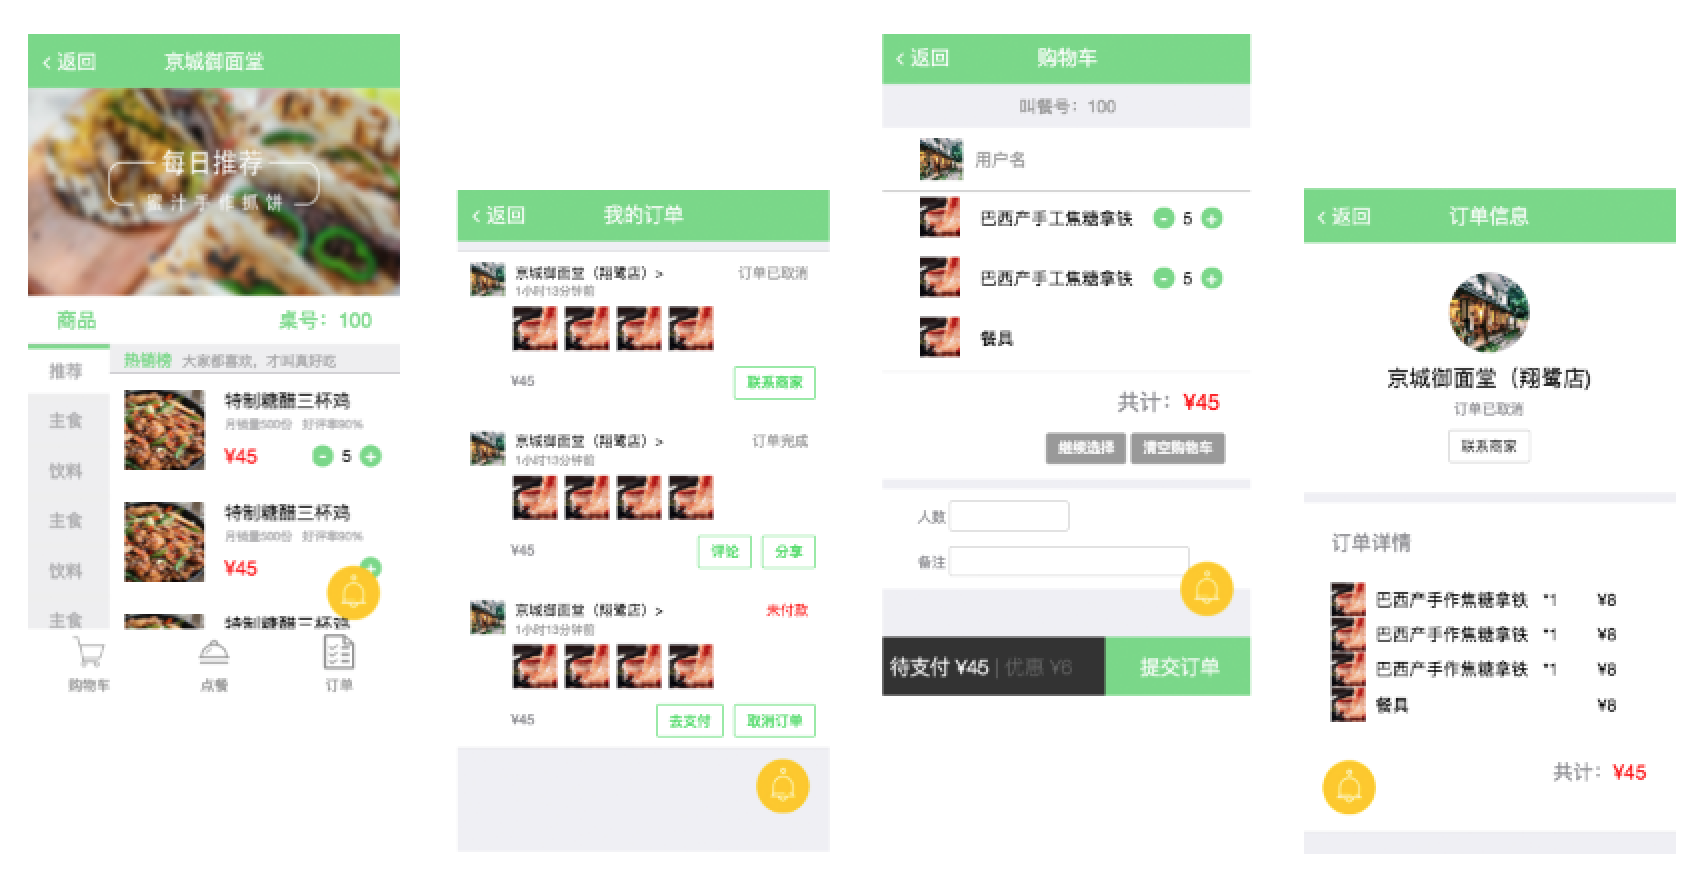 < 返回 京城御面堂
每日推荐
蜜汁手作抓饼
商品 桌号：100
推荐
主食
饮料
主食
饮料
主食
热销榜 大家都喜欢，才叫真好吃
特制糖醋三杯鸡
月销量500份 好评率90%
¥45 - 5 +
特制糖醋三杯鸡
月销量500份 好评率90%
¥45 +
特制糖醋三杯鸡
购物车 点餐 订单
< 返回 我的订单
京城御面堂（翔鹭店）> 订单已取消
1小时13分钟前
¥45 联系商家
京城御面堂（翔鹭店）> 订单完成
1小时13分钟前
¥45 评论 分享
京城御面堂（翔鹭店）> 未付款
1小时13分钟前
¥45 去支付 取消订单
< 返回 购物车
叫餐号：100
用户名
巴西产手工焦糖拿铁 - 5 +
巴西产手工焦糖拿铁 - 5 +
餐具
共计：¥45
继续选择 清空购物车
人数
备注
待支付 ¥45 | 优惠 ¥6 提交订单
< 返回 订单信息
京城御面堂（翔鹭店)
订单已取消
联系商家
订单详情
巴西产手作焦糖拿铁 *1 ¥8
巴西产手作焦糖拿铁 *1 ¥8
巴西产手作焦糖拿铁 *1 ¥8
餐具 ¥8
共计：¥45